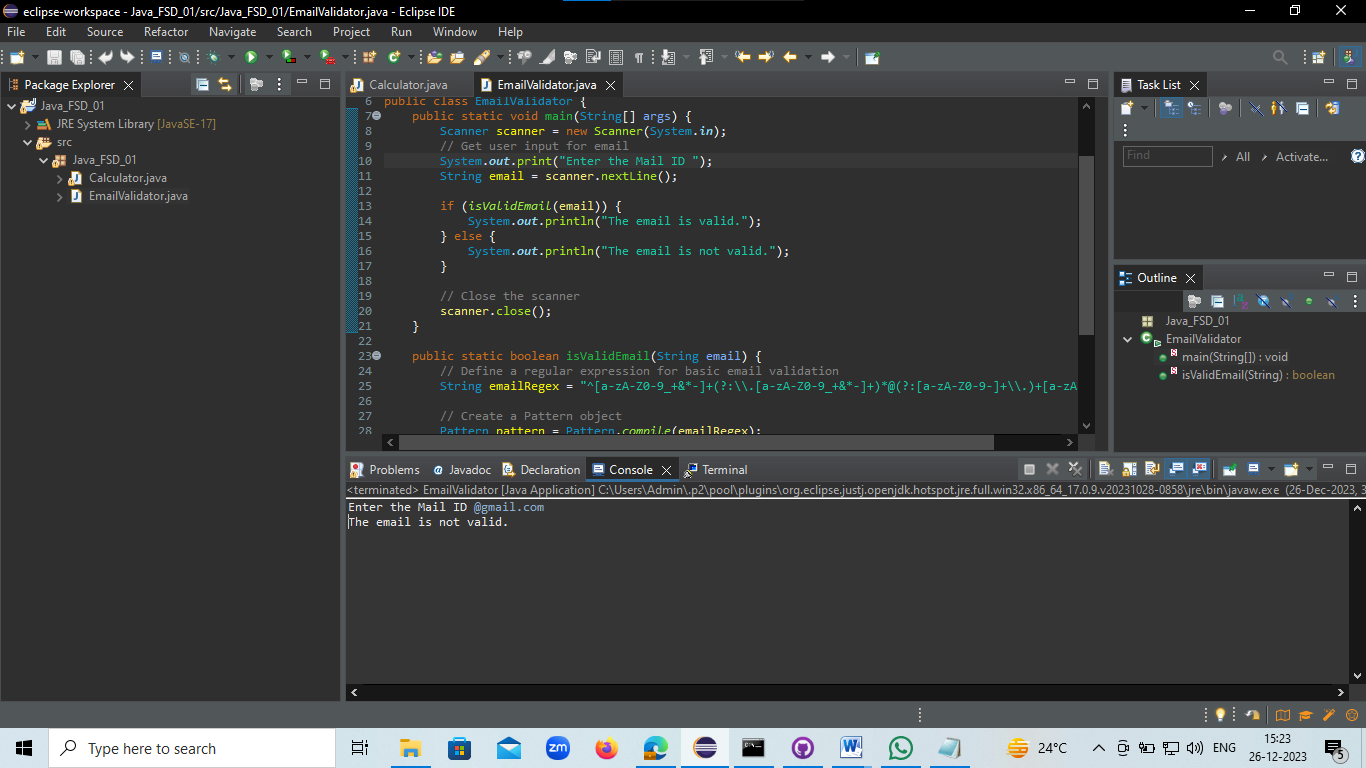 eclipse-workspace - Java_FSD_01/src/Java_FSD_01/EmailValidator.java - Eclipse IDE
File Edit Source Refactor Navigate Search Project Run Window Help
Package Explorer
Java_FSD_01
JRE System Library [JavaSE-17]
src
Java_FSD_01
Calculator.java
EmailValidator.java
Calculator.java EmailValidator.java
6 public class EmailValidator {
7 public static void main(String[] args) {
8 Scanner scanner = new Scanner(System.in);
9 // Get user input for email
10 System.out.print("Enter the Mail ID ");
11 String email = scanner.nextLine();
12
13 if (isValidEmail(email)) {
14 System.out.println("The email is valid.");
15 } else {
16 System.out.println("The email is not valid.");
17 }
18
19 // Close the scanner
20 scanner.close();
21 }
22
23 public static boolean isValidEmail(String email) {
24 // Define a regular expression for basic email validation
25 String emailRegex = "^[a-zA-Z0-9_+&*-]+(?:\\.[a-zA-Z0-9_+&*-]+)*@(?:[a-zA-Z0-9-]+\\.)+[a-zA
26
27 // Create a Pattern object
28 Pattern pattern = Pattern.compile(emailRegex);
Task List
Find All Activate...
Outline
Java_FSD_01
EmailValidator
main(String[]) : void
isValidEmail(String) : boolean
Problems Javadoc Declaration Console Terminal
<terminated> EmailValidator [Java Application] C:\Users\Admin\.p2\pool\plugins\org.eclipse.justj.openjdk.hotspot.jre.full.win32.x86_64_17.0.9.v20231028-0858\jre\bin\javaw.exe (26-Dec-2023, 3
Enter the Mail ID @gmail.com
The email is not valid.
Type here to search
zm
24°C
ENG
15:23
26-12-2023
5